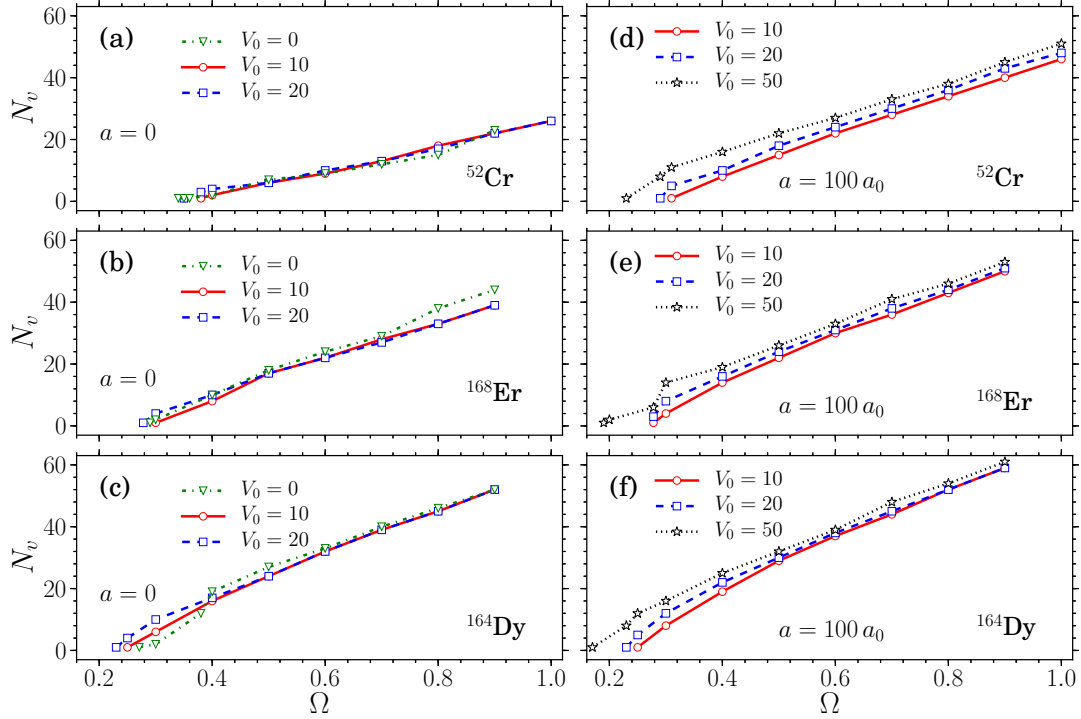 (a)
V₀ = 0
V₀ = 10
V₀ = 20
a = 0
⁵²Cr
N_v
0
20
40
60
(d)
V₀ = 10
V₀ = 20
V₀ = 50
a = 100 a₀
⁵²Cr
(b)
V₀ = 0
V₀ = 10
V₀ = 20
a = 0
¹⁶⁸Er
N_v
0
20
40
60
(e)
V₀ = 10
V₀ = 20
V₀ = 50
a = 100 a₀
¹⁶⁸Er
(c)
V₀ = 0
V₀ = 10
V₀ = 20
a = 0
¹⁶⁴Dy
N_v
0
20
40
60
0.2 0.4 0.6 0.8 1.0
Ω
(f)
V₀ = 10
V₀ = 20
V₀ = 50
a = 100 a₀
¹⁶⁴Dy
0.2 0.4 0.6 0.8 1.0
Ω